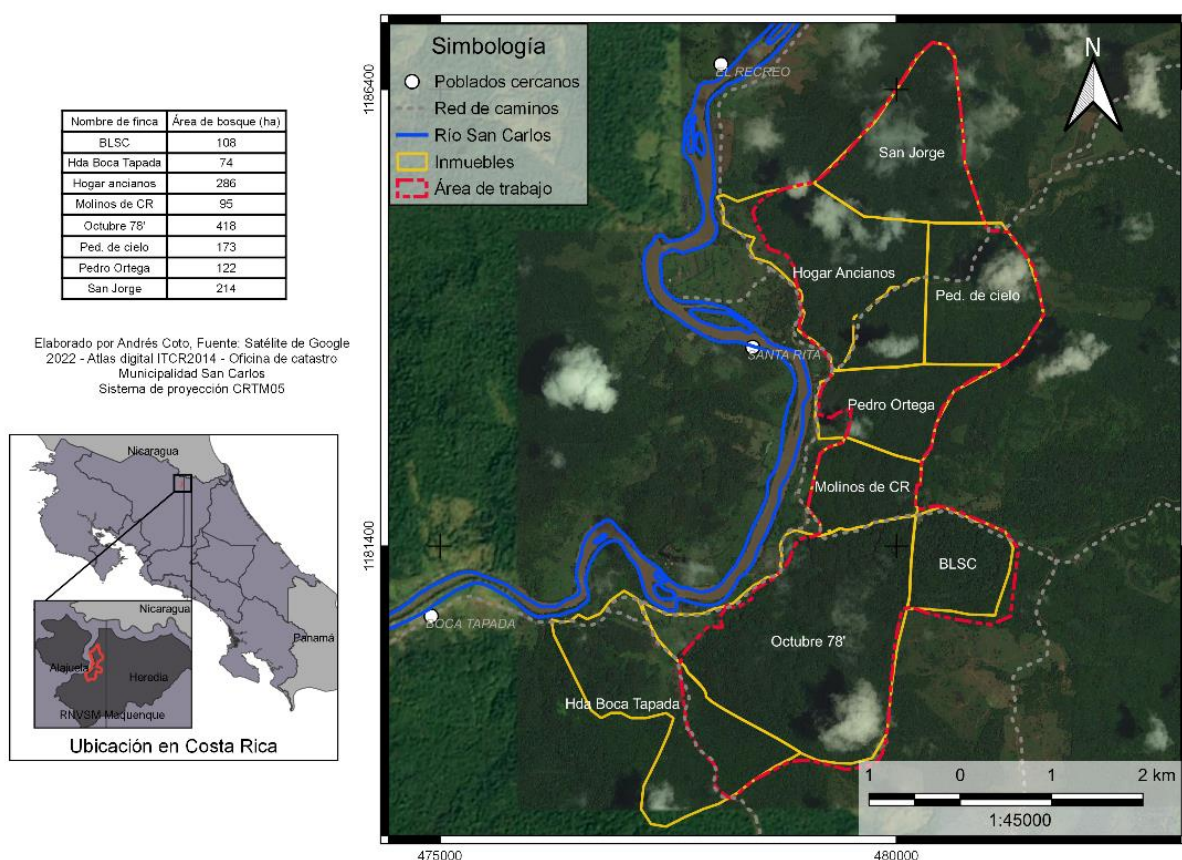 Nombre de finca Área de bosque (ha)
BLSC 108
Hda Boca Tapada 74
Hogar ancianos 286
Molinos de CR 95
Octubre 78' 418
Ped. de cielo 173
Pedro Ortega 122
San Jorge 214
Elaborado por Andrés Coto, Fuente: Satélite de Google
2022 - Atlas digital ITCR2014 - Oficina de catastro
Municipalidad San Carlos
Sistema de proyección CRTM05
Nicaragua
Panamá
Nicaragua
Alajuela
Heredia
RNVSM Maquenque
Ubicación en Costa Rica
Simbología
Poblados cercanos
Red de caminos
Río San Carlos
Inmuebles
Área de trabajo
N
EL RECREO
San Jorge
Hogar Ancianos
Ped. de cielo
SANTA RITA
Pedro Ortega
Molinos de CR
BLSC
BOCA TAPADA
Octubre 78'
Hda Boca Tapada
1 0 1 2 km
1:45000
1186400
1181400
475000
480000